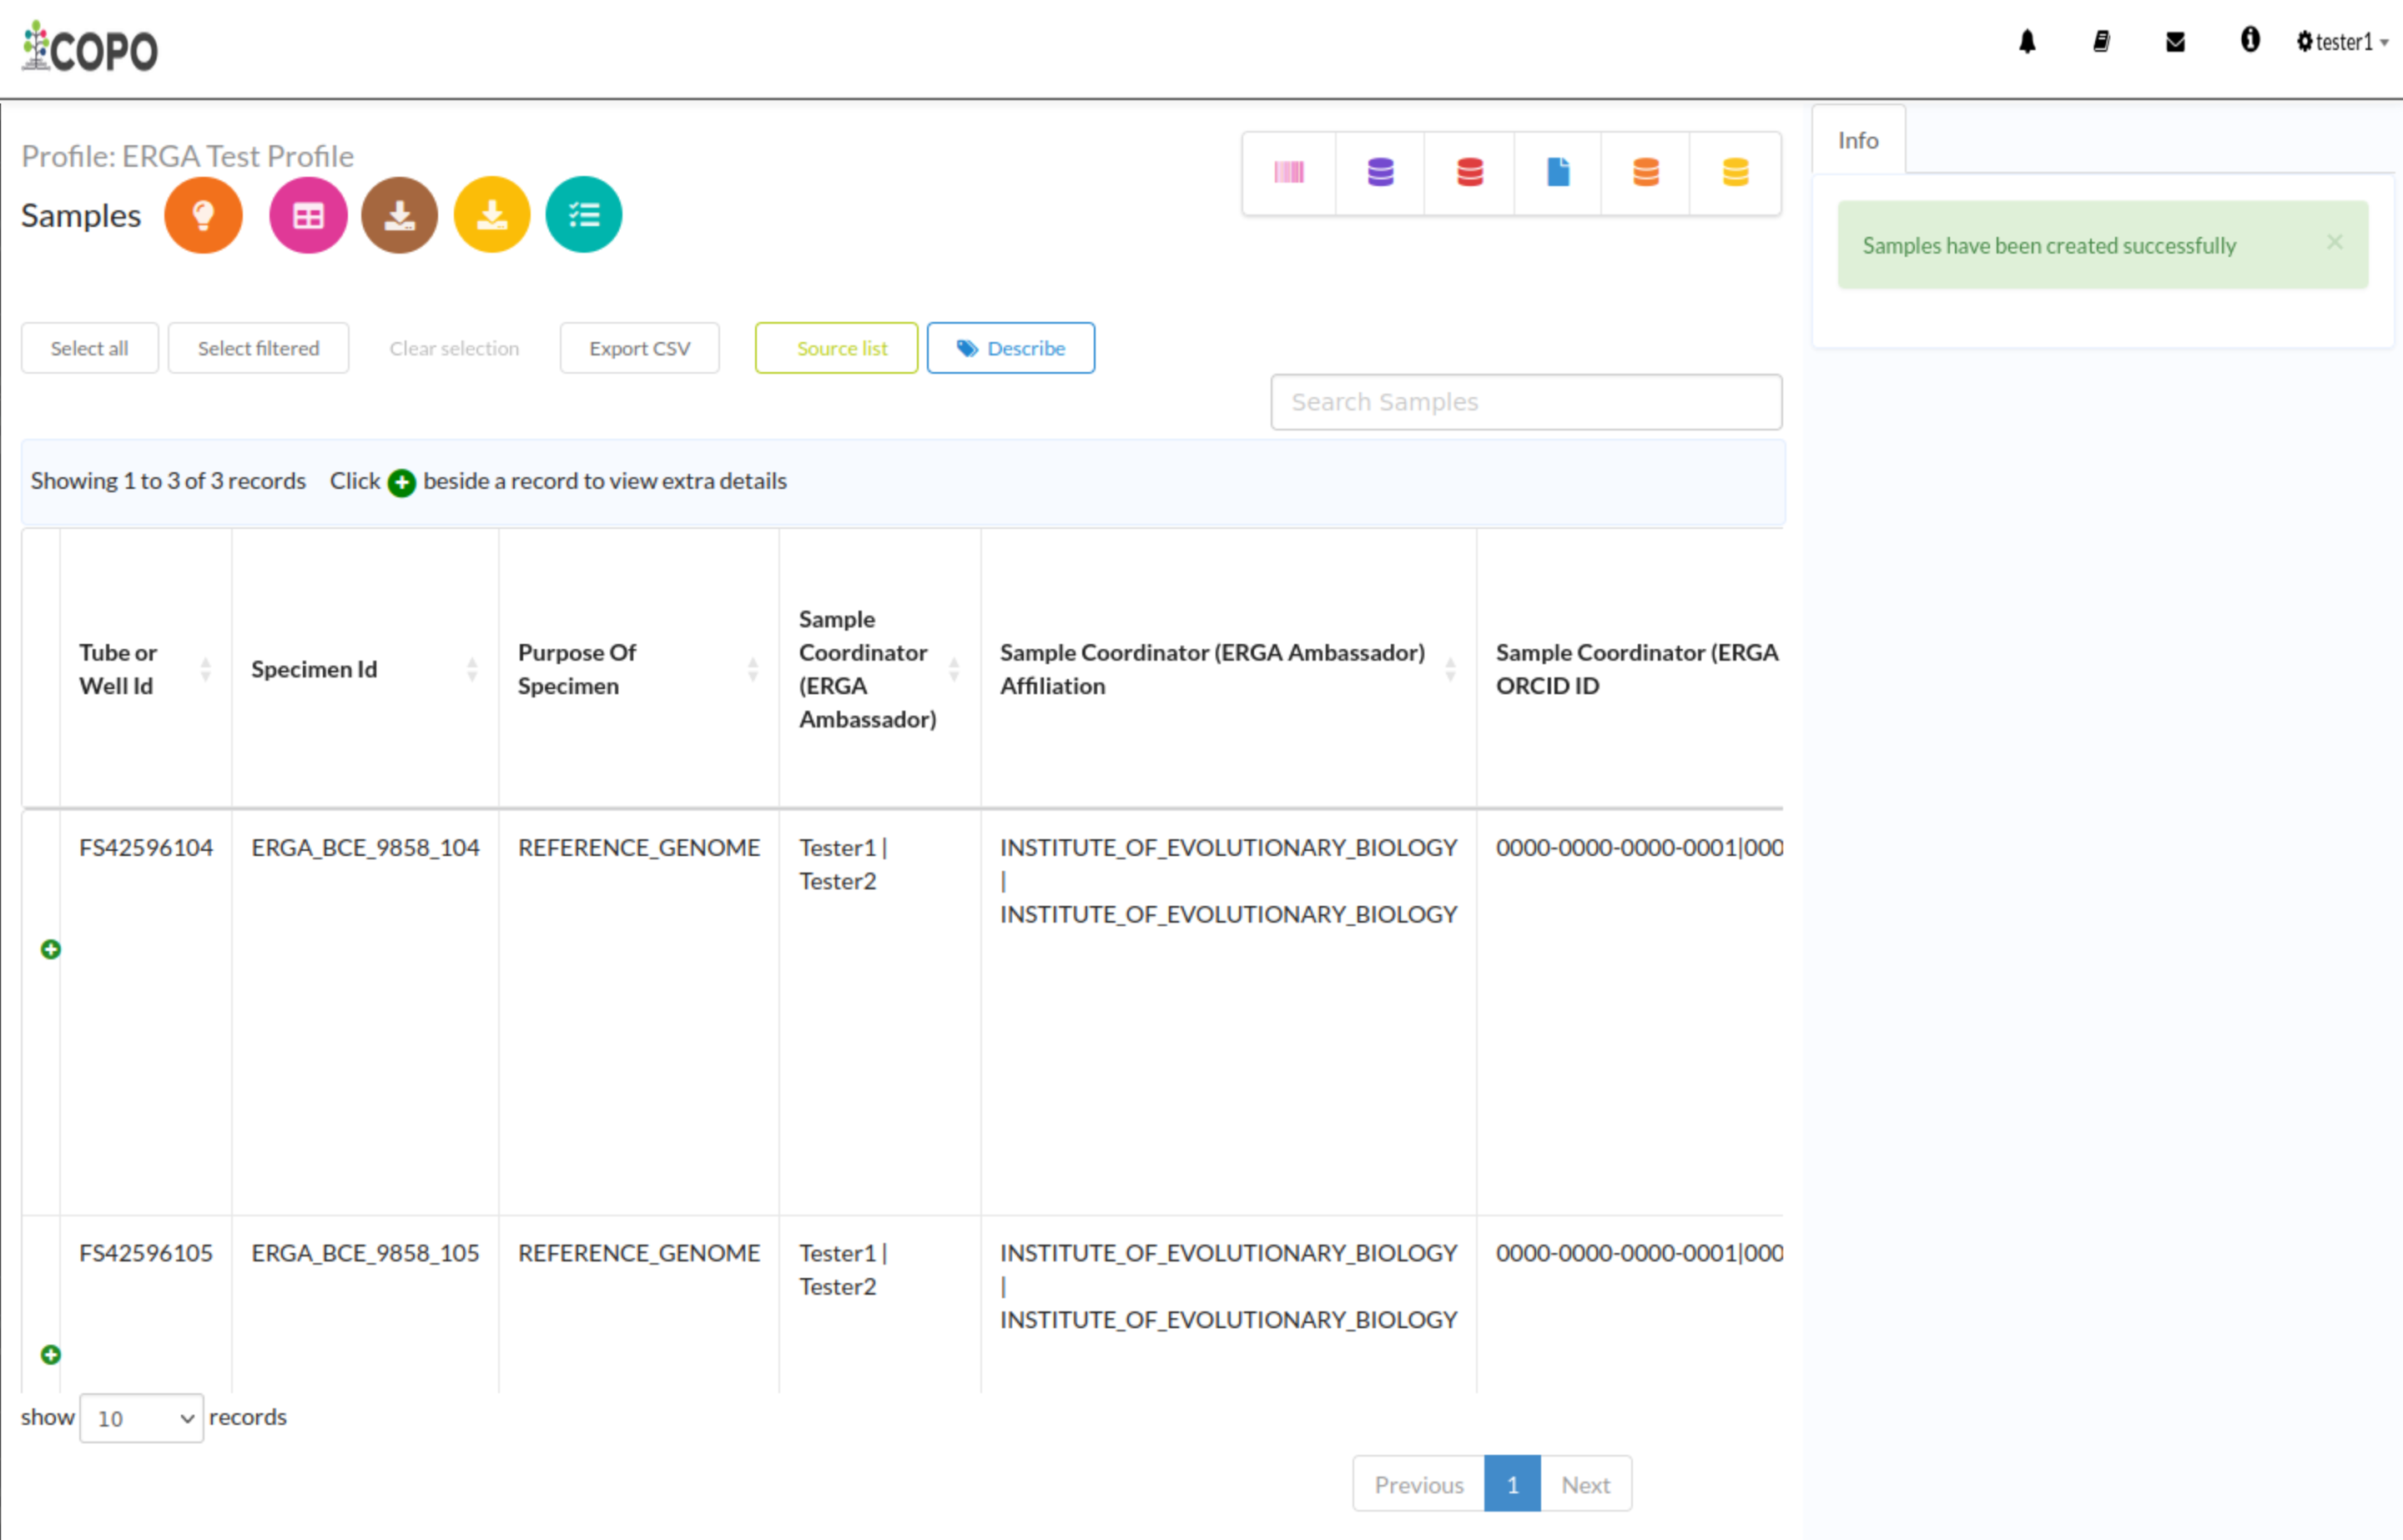 COPO
tester1
Profile: ERGA Test Profile
Samples
Info
Samples have been created successfully
×
Select all
Select filtered
Clear selection
Export CSV
Source list
Describe
Search Samples
Showing 1 to 3 of 3 records Click beside a record to view extra details
Tube or
Well Id
Specimen Id
Purpose Of
Specimen
Sample
Coordinator
(ERGA
Ambassador)
Sample Coordinator (ERGA Ambassador)
Affiliation
Sample Coordinator (ERGA
ORCID ID
FS42596104
ERGA_BCE_9858_104
REFERENCE_GENOME
Tester1 |
Tester2
INSTITUTE_OF_EVOLUTIONARY_BIOLOGY
|
INSTITUTE_OF_EVOLUTIONARY_BIOLOGY
0000-0000-0000-0001|000
FS42596105
ERGA_BCE_9858_105
REFERENCE_GENOME
Tester1 |
Tester2
INSTITUTE_OF_EVOLUTIONARY_BIOLOGY
|
INSTITUTE_OF_EVOLUTIONARY_BIOLOGY
0000-0000-0000-0001|000
show 10 records
Previous 1 Next